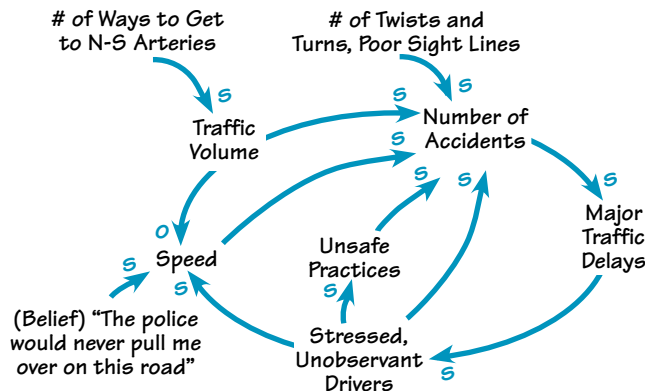 # of Ways to Get
to N-S Arteries
# of Twists and
Turns, Poor Sight Lines
S
S
Traffic
Volume
S
Number of
Accidents
S
S
S
S
Major
Traffic
Delays
O
Speed
S
S
Unsafe
Practices
S
(Belief) “The police
would never pull me
over on this road”
Stressed,
Unobservant
Drivers
S